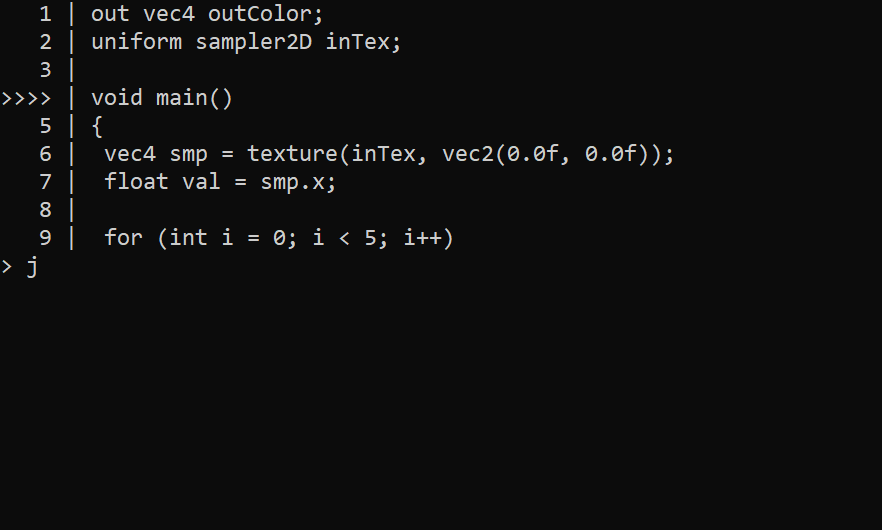 1 | out vec4 outColor;
2 | uniform sampler2D inTex;
3 |
>>>> | void main()
5 | {
6 |  vec4 smp = texture(inTex, vec2(0.0f, 0.0f));
7 |  float val = smp.x;
8 |
9 |  for (int i = 0; i < 5; i++)
> j